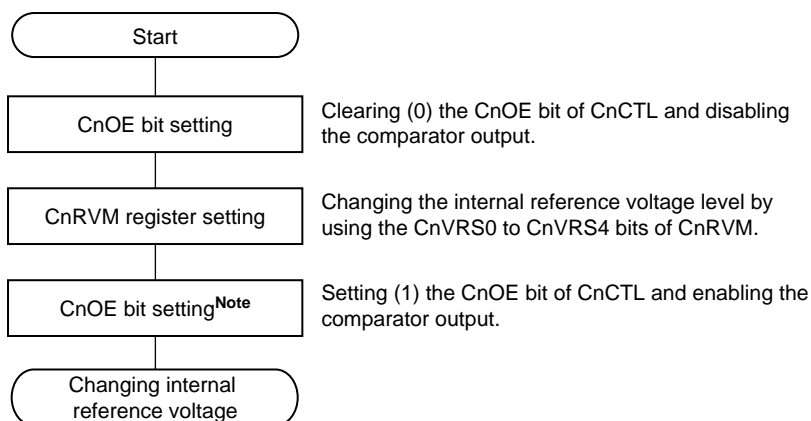 Start
CnOE bit setting
Clearing (0) the CnOE bit of CnCTL and disabling
the comparator output.
CnRVM register setting
Changing the internal reference voltage level by
using the CnVRS0 to CnVRS4 bits of CnRVM.
CnOE bit settingNote
Setting (1) the CnOE bit of CnCTL and enabling the
comparator output.
Changing internal
reference voltage